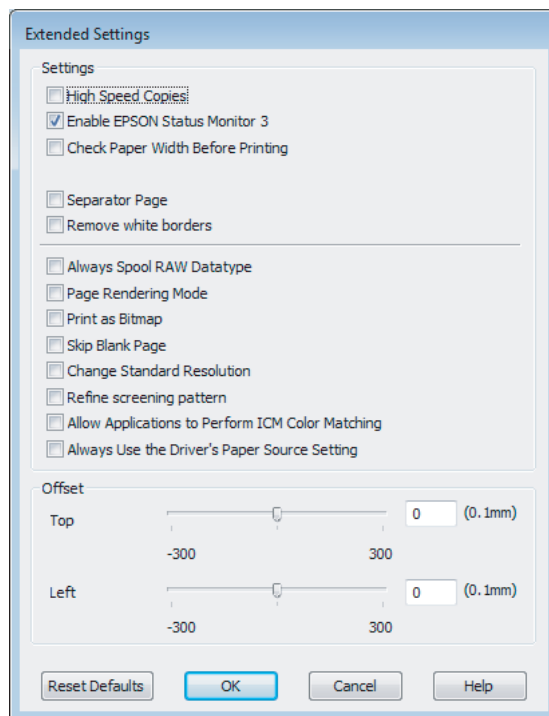 Extended Settings
Settings
High Speed Copies
Enable EPSON Status Monitor 3
Check Paper Width Before Printing
Separator Page
Remove white borders
Always Spool RAW Datatype
Page Rendering Mode
Print as Bitmap
Skip Blank Page
Change Standard Resolution
Refine screening pattern
Allow Applications to Perform ICM Color Matching
Always Use the Driver's Paper Source Setting
Offset
Top 0 (0.1mm)
-300 300
Left 0 (0.1mm)
-300 300
Reset Defaults OK Cancel Help